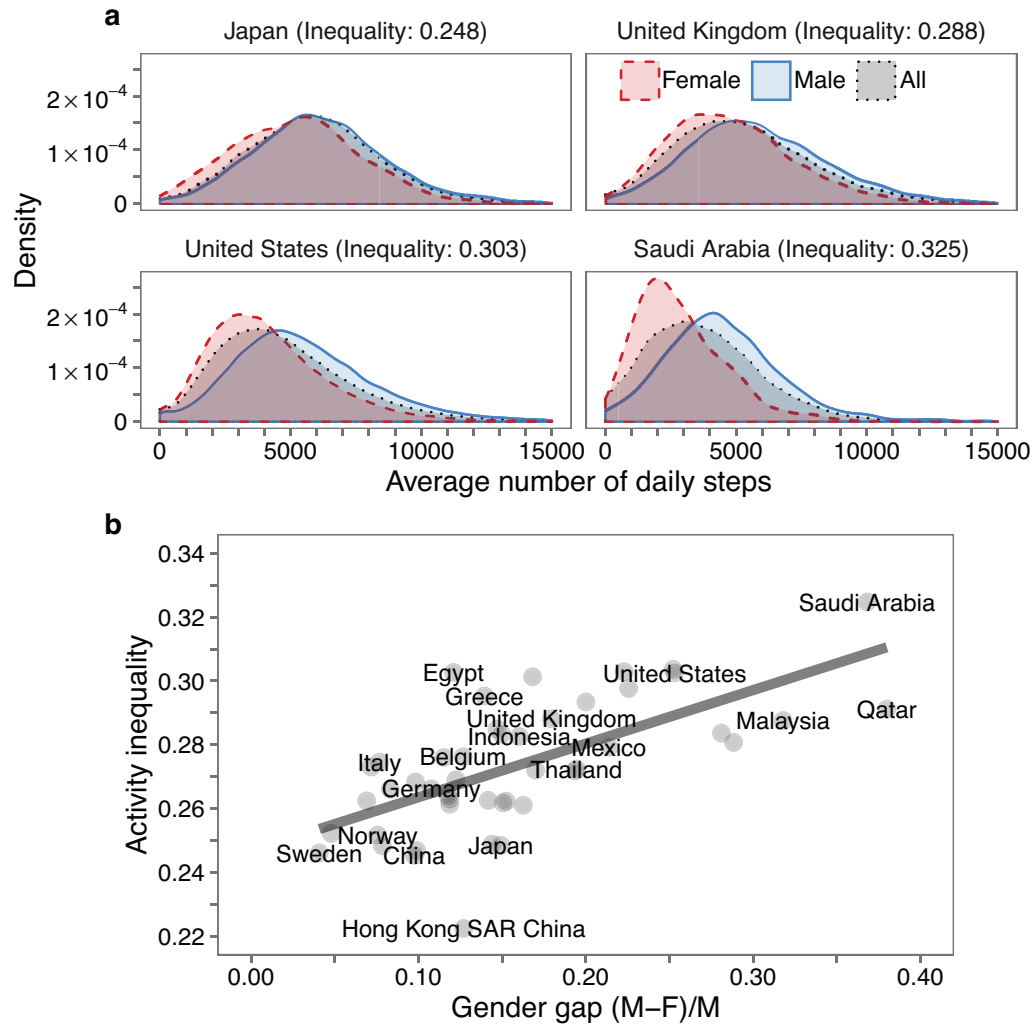 a
Japan (Inequality: 0.248)
United Kingdom (Inequality: 0.288)
Female Male All
2 × 10⁻⁴
1 × 10⁻⁴
0
Density
United States (Inequality: 0.303)
Saudi Arabia (Inequality: 0.325)
2 × 10⁻⁴
1 × 10⁻⁴
0
0 5000 10000 15000 0 5000 10000 15000
Average number of daily steps
b
0.34
0.32
0.30
0.28
0.26
0.24
0.22
Activity inequality
Saudi Arabia
Egypt
United States
Greece
Qatar
United Kingdom
Malaysia
Indonesia
Mexico
Belgium
Italy
Thailand
Germany
Norway
Japan
Sweden
China
Hong Kong SAR China
0.00 0.10 0.20 0.30 0.40
Gender gap (M−F)/M